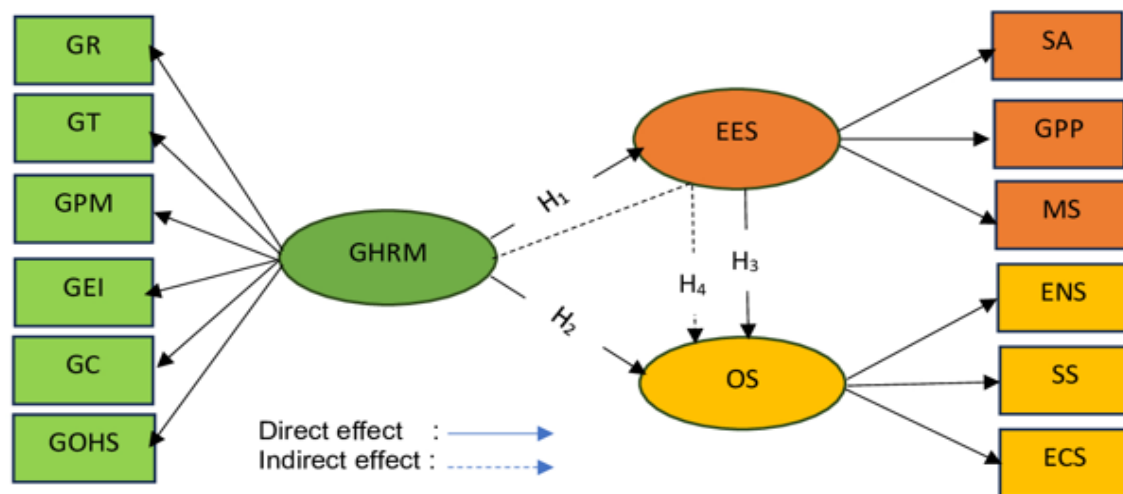 GR
GT
GPM
GEI
GC
GOHS
GHRM
H₁
H₂
EES
H₃
H₄
OS
SA
GPP
MS
ENS
SS
ECS
Direct effect :
Indirect effect :